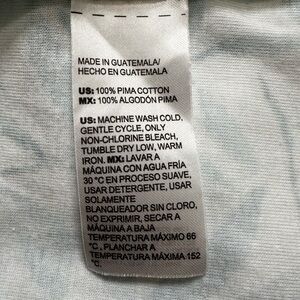 MADE IN GUATEMALA/
HECHO EN GUATEMALA
US: 100% PIMA COTTON
MX: 100% ALGODÓN PIMA
US: MACHINE WASH COLD,
GENTLE CYCLE, ONLY
NON-CHLORINE BLEACH,
TUMBLE DRY LOW, WARM
IRON. MX: LAVAR A
MÁQUINA CON AGUA FRÍA
30 °C EN PROCESO SUAVE,
USAR DETERGENTE, USAR
SOLAMENTE
BLANQUEADOR SIN CLORO,
NO EXPRIMIR, SECAR A
MÁQUINA A BAJA
TEMPERATURA MÁXIMO 66
°C, PLANCHAR A
TEMPERATURA MÁXIMA 152
°C.